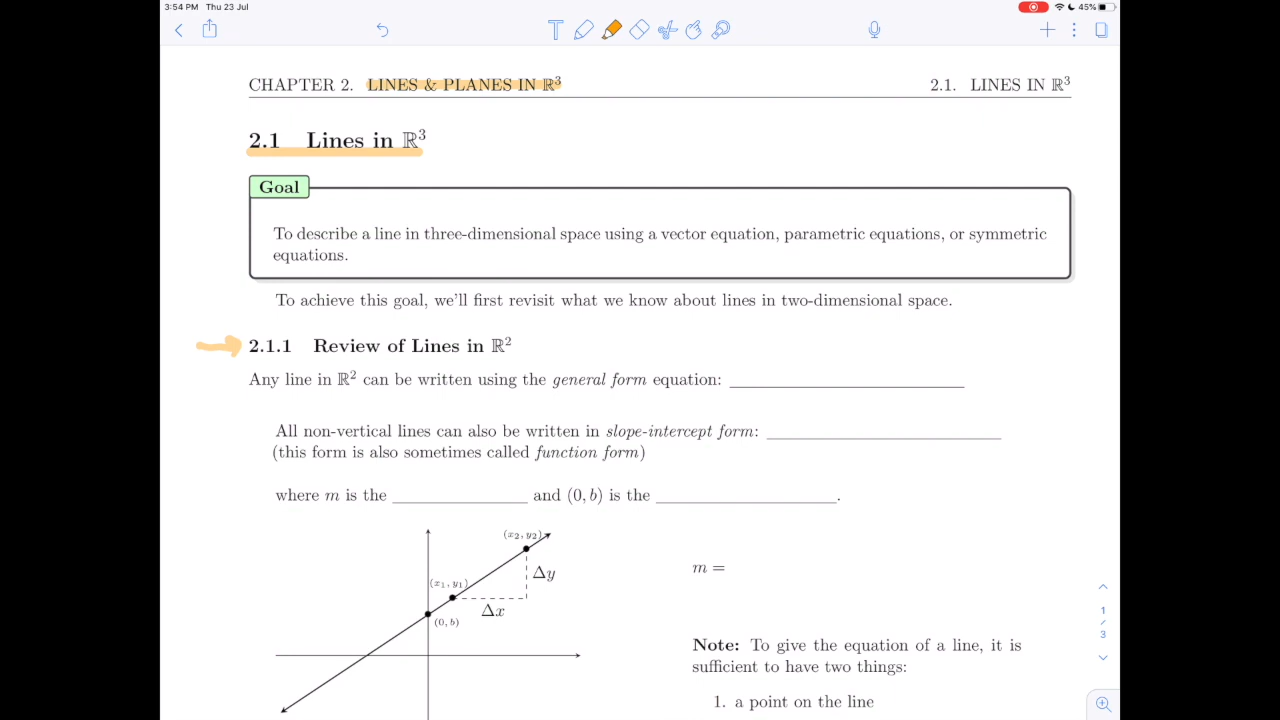 3:54 PM Thu 23 Jul
45%
T
CHAPTER 2. LINES & PLANES IN ℝ³
2.1. LINES IN ℝ³
2.1 Lines in ℝ³
Goal
To describe a line in three-dimensional space using a vector equation, parametric equations, or symmetric
equations.
To achieve this goal, we'll first revisit what we know about lines in two-dimensional space.
2.1.1 Review of Lines in ℝ²
Any line in ℝ² can be written using the general form equation: ____________
All non-vertical lines can also be written in slope-intercept form: ____________
(this form is also sometimes called function form)
where m is the ____________ and (0, b) is the ____________.
(x₂, y₂)
(x₁, y₁)
Δy
Δx
(0, b)
m =
Note: To give the equation of a line, it is
sufficient to have two things:
1. a point on the line
1
/
3